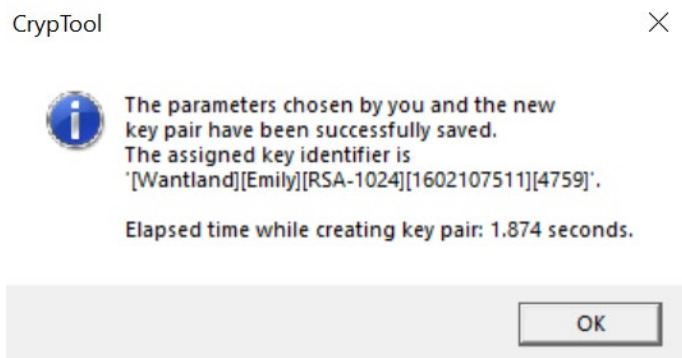 CrypTool
The parameters chosen by you and the new
key pair have been successfully saved.
The assigned key identifier is
'[Wantland][Emily][RSA-1024][1602107511][4759]'.
Elapsed time while creating key pair: 1.874 seconds.
OK